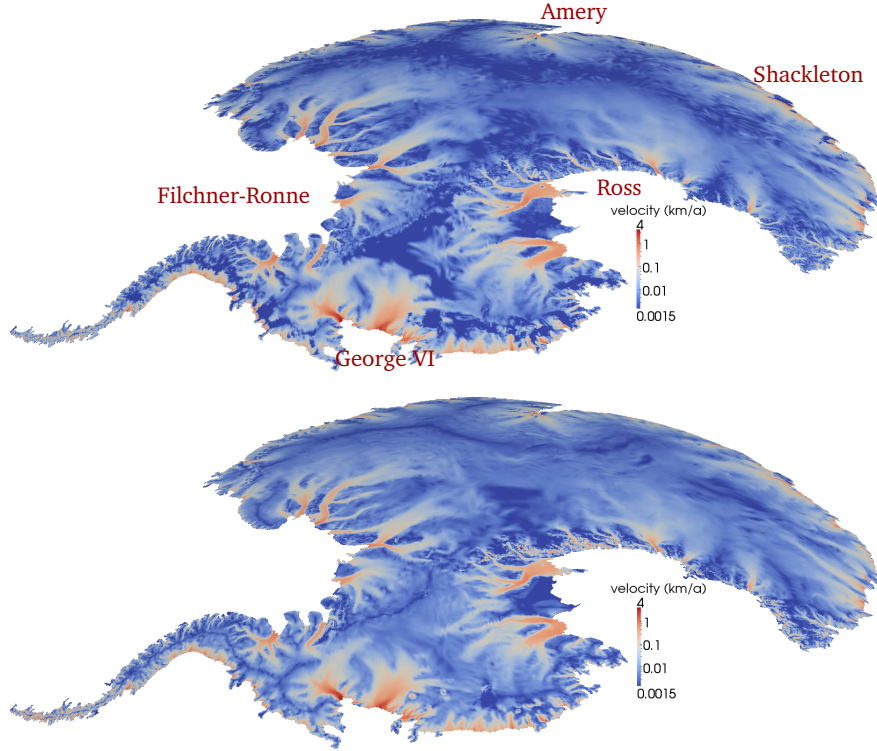 Amery
Shackleton
Filchner-Ronne
Ross
velocity (km/a)
4
1
0.1
0.01
0.0015
George VI
velocity (km/a)
4
1
0.1
0.01
0.0015